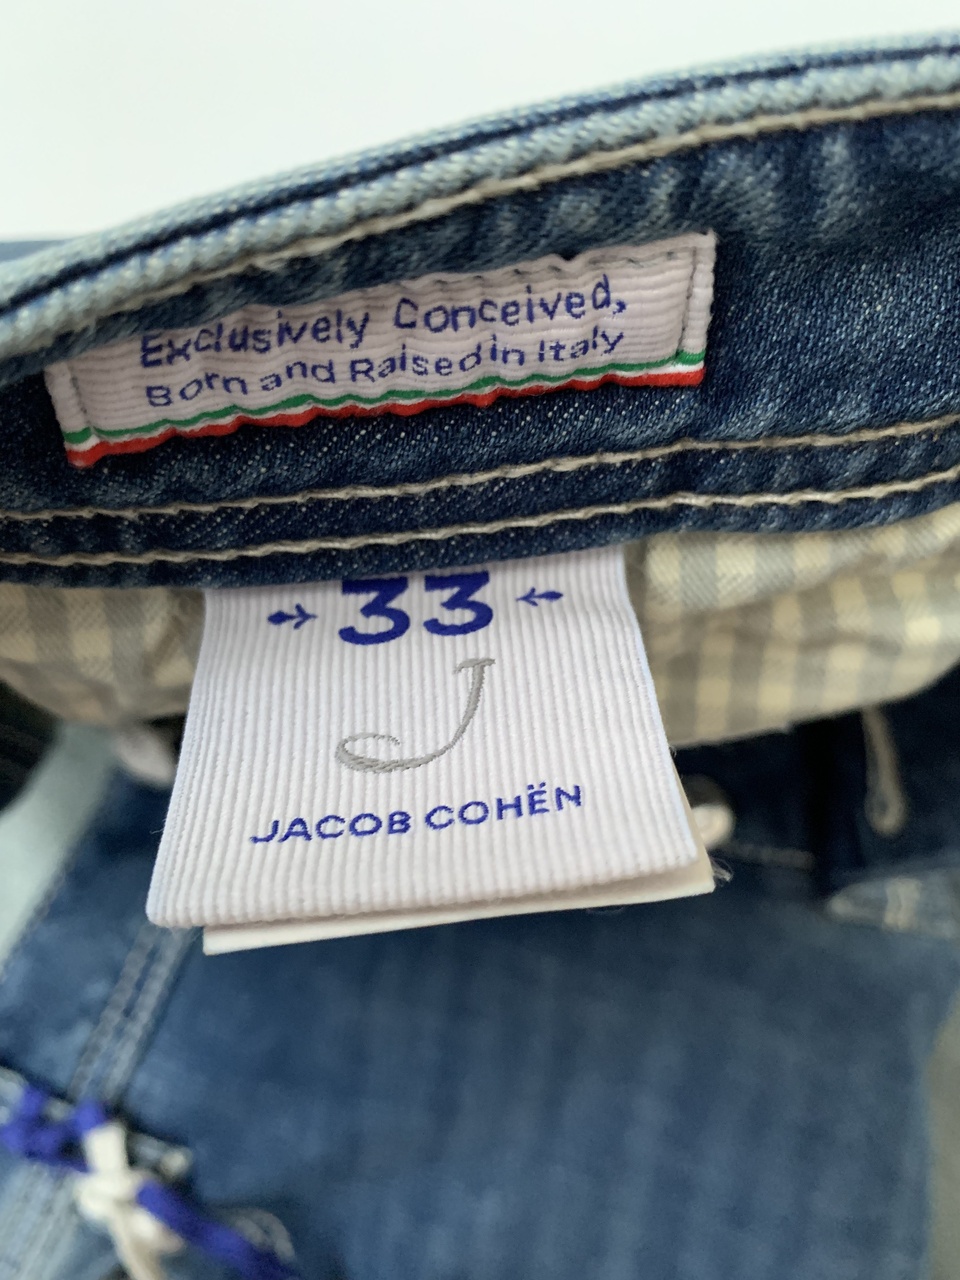 Exclusively Conceived,
Born and Raised in Italy
33
J
JACOB COHËN